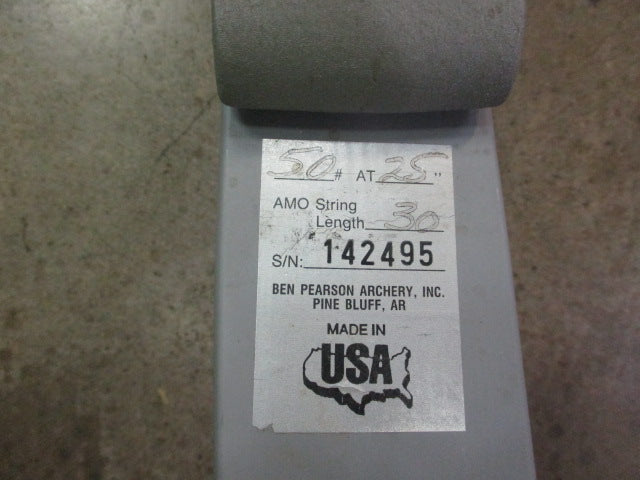 50 # AT 25 "
AMO String
Length 30
S/N: 142495
BEN PEARSON ARCHERY, INC.
PINE BLUFF, AR
MADE IN
USA